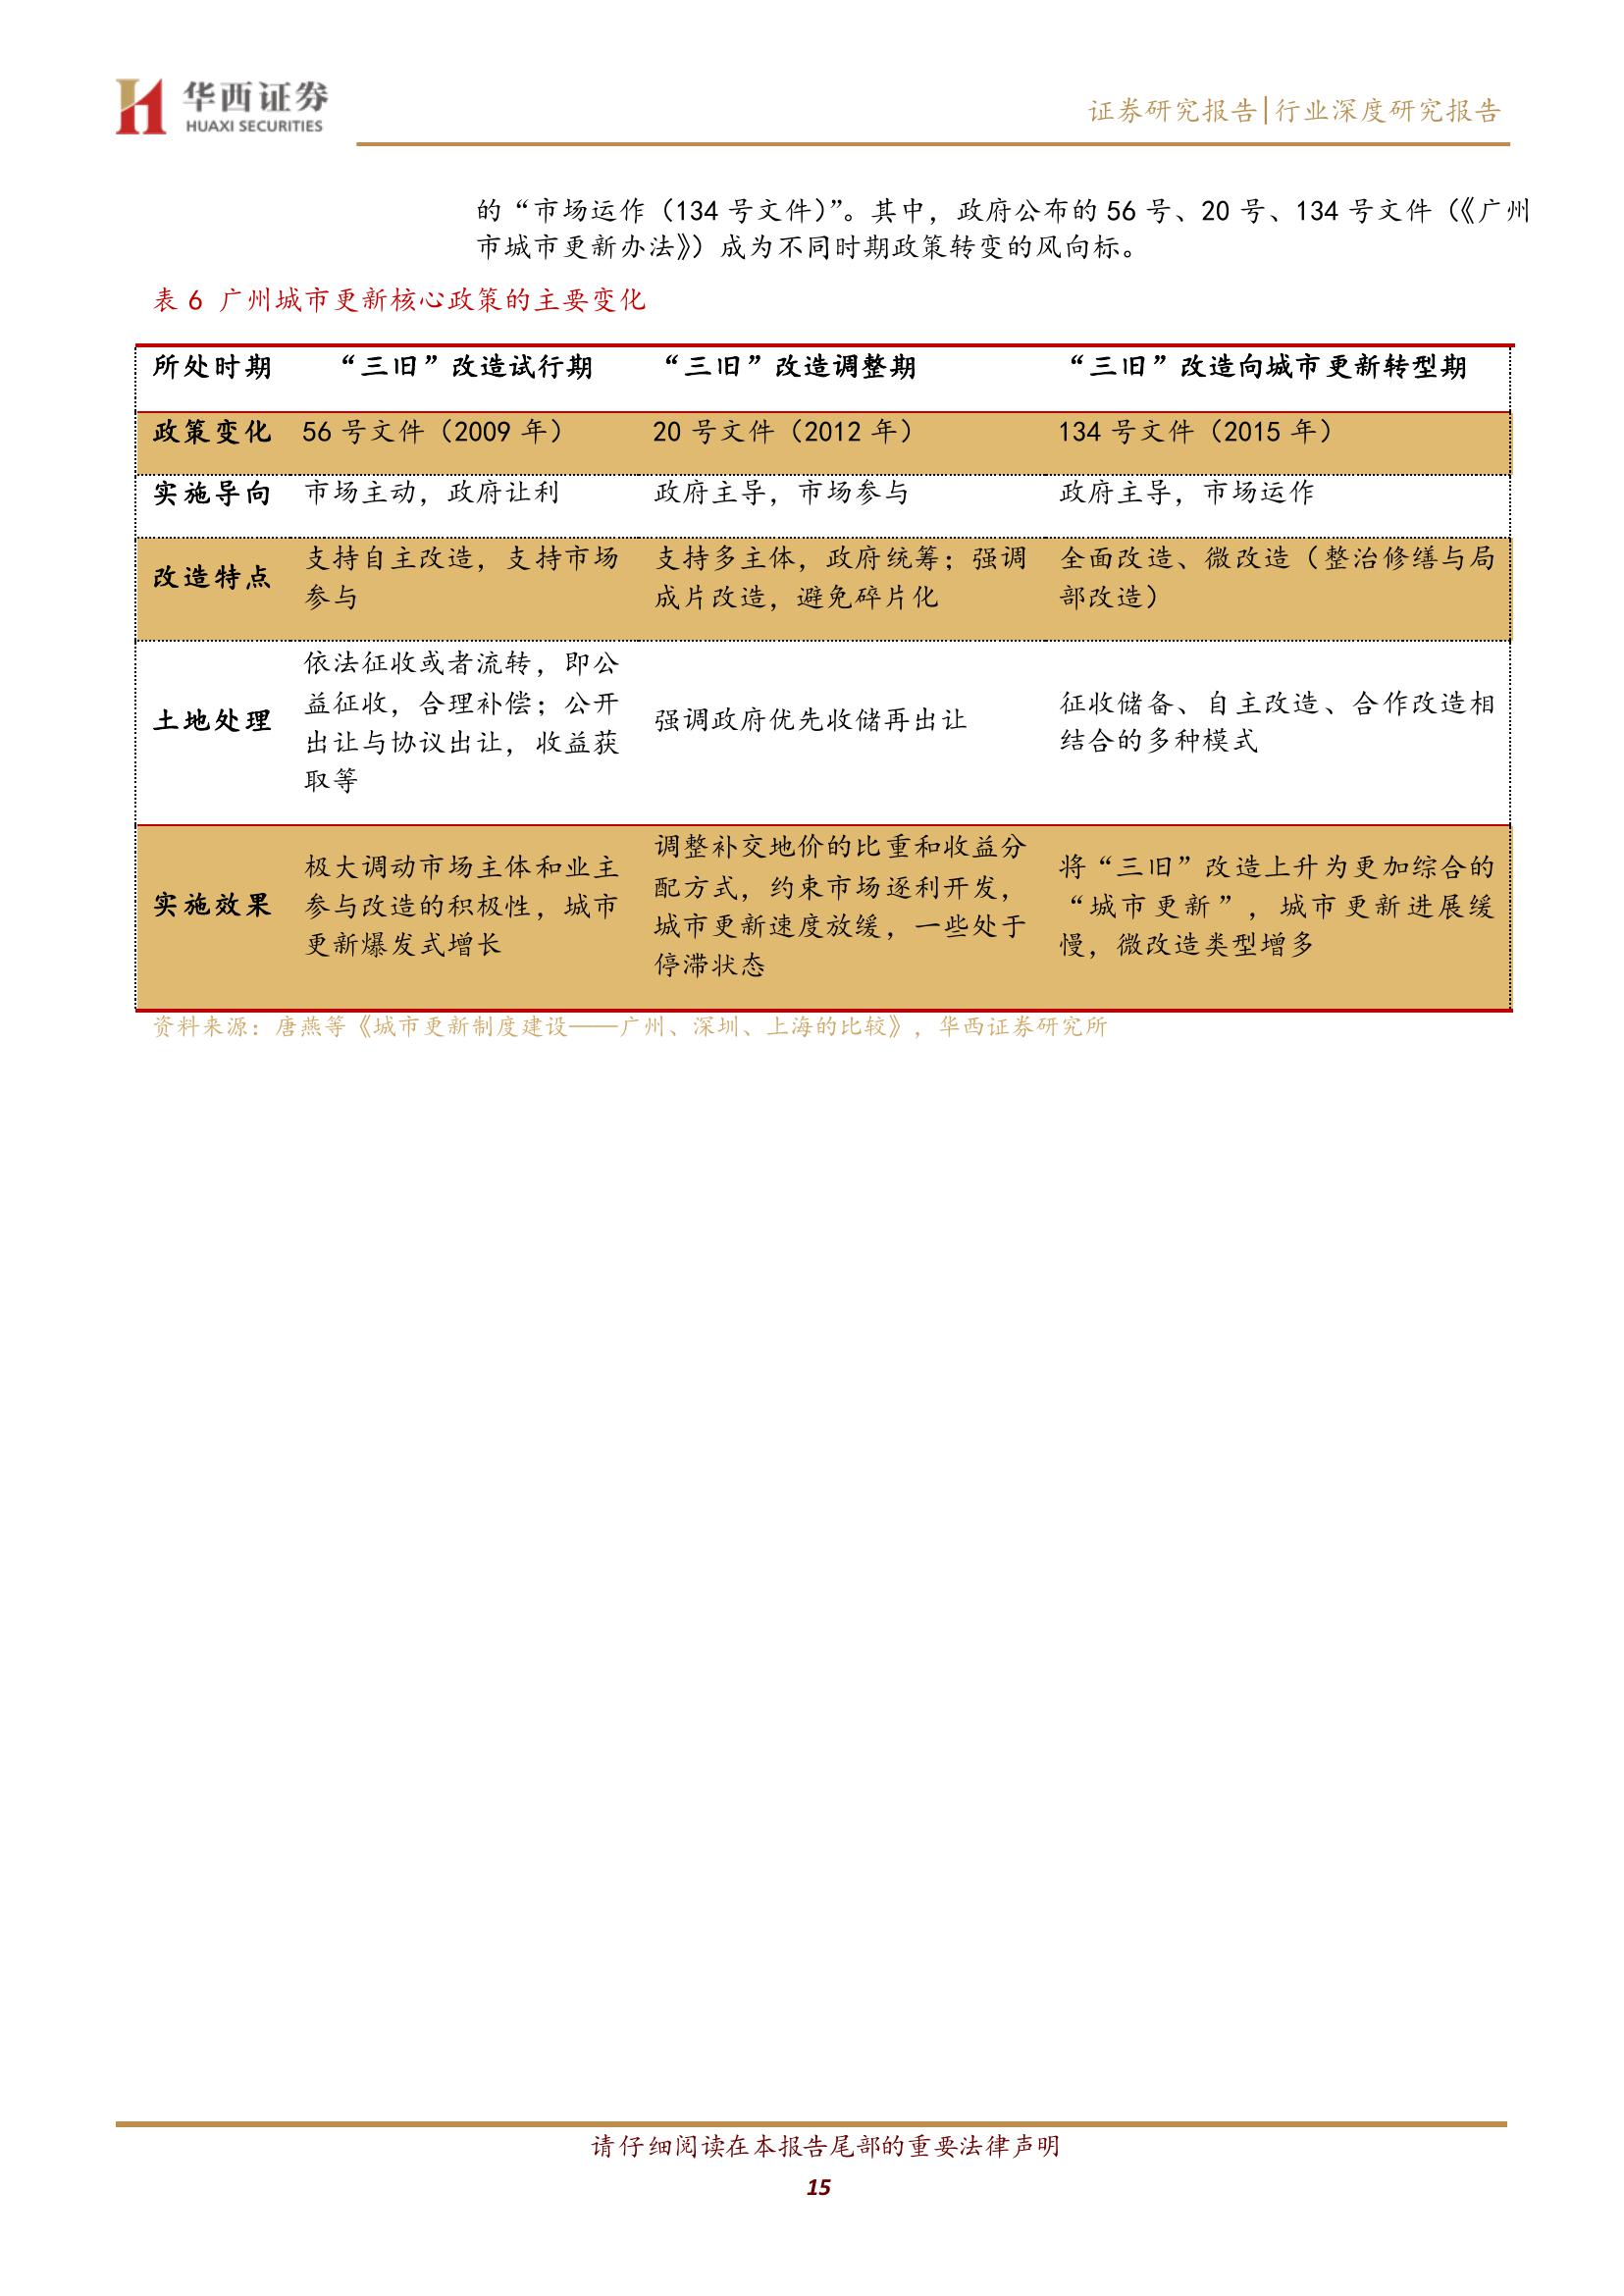 华西证券
HUAXI SECURITIES
证券研究报告|行业深度研究报告
的“市场运作（134 号文件）”。其中，政府公布的 56 号、20 号、134 号文件（《广州
市城市更新办法》）成为不同时期政策转变的风向标。
表 6 广州城市更新核心政策的主要变化
所处时期 “三旧”改造试行期 “三旧”改造调整期 “三旧”改造向城市更新转型期
政策变化 56 号文件（2009 年） 20 号文件（2012 年） 134 号文件（2015 年）
实施导向 市场主动，政府让利 政府主导，市场参与 政府主导，市场运作
改造特点
支持自主改造，支持市场
参与
支持多主体，政府统筹；强调
成片改造，避免碎片化
全面改造、微改造（整治修缮与局
部改造）
土地处理
依法征收或者流转，即公
益征收，合理补偿；公开
出让与协议出让，收益获
取等
强调政府优先收储再出让
征收储备、自主改造、合作改造相
结合的多种模式
实施效果
极大调动市场主体和业主
参与改造的积极性，城市
更新爆发式增长
调整补交地价的比重和收益分
配方式，约束市场逐利开发，
城市更新速度放缓，一些处于
停滞状态
将“三旧”改造上升为更加综合的
“城市更新”，城市更新进展缓
慢，微改造类型增多
资料来源：唐燕等《城市更新制度建设——广州、深圳、上海的比较》，华西证券研究所
请仔细阅读在本报告尾部的重要法律声明
15